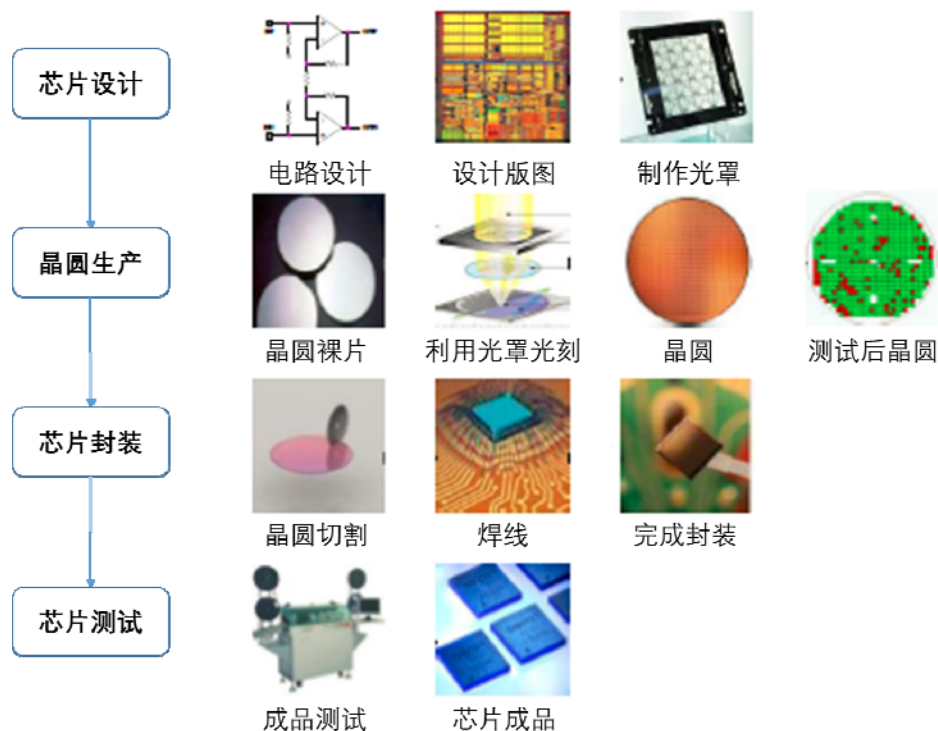 芯片设计
电路设计
设计版图
制作光罩
晶圆生产
晶圆裸片
利用光罩光刻
晶圆
测试后晶圆
芯片封装
晶圆切割
焊线
完成封装
芯片测试
成品测试
芯片成品